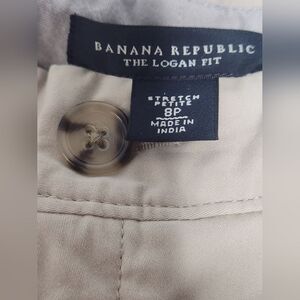 BANANA REPUBLIC
THE LOGAN FIT
STRETCH
PETITE
8P
MADE IN
INDIA